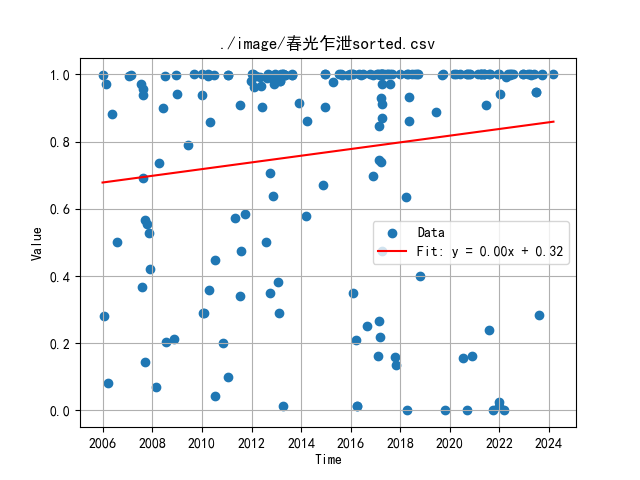 ./image/春光乍泄sorted.csv
Value
1.0
0.8
0.6
0.4
0.2
0.0
Data
Fit: y = 0.00x + 0.32
2006 2008 2010 2012 2014 2016 2018 2020 2022 2024
Time